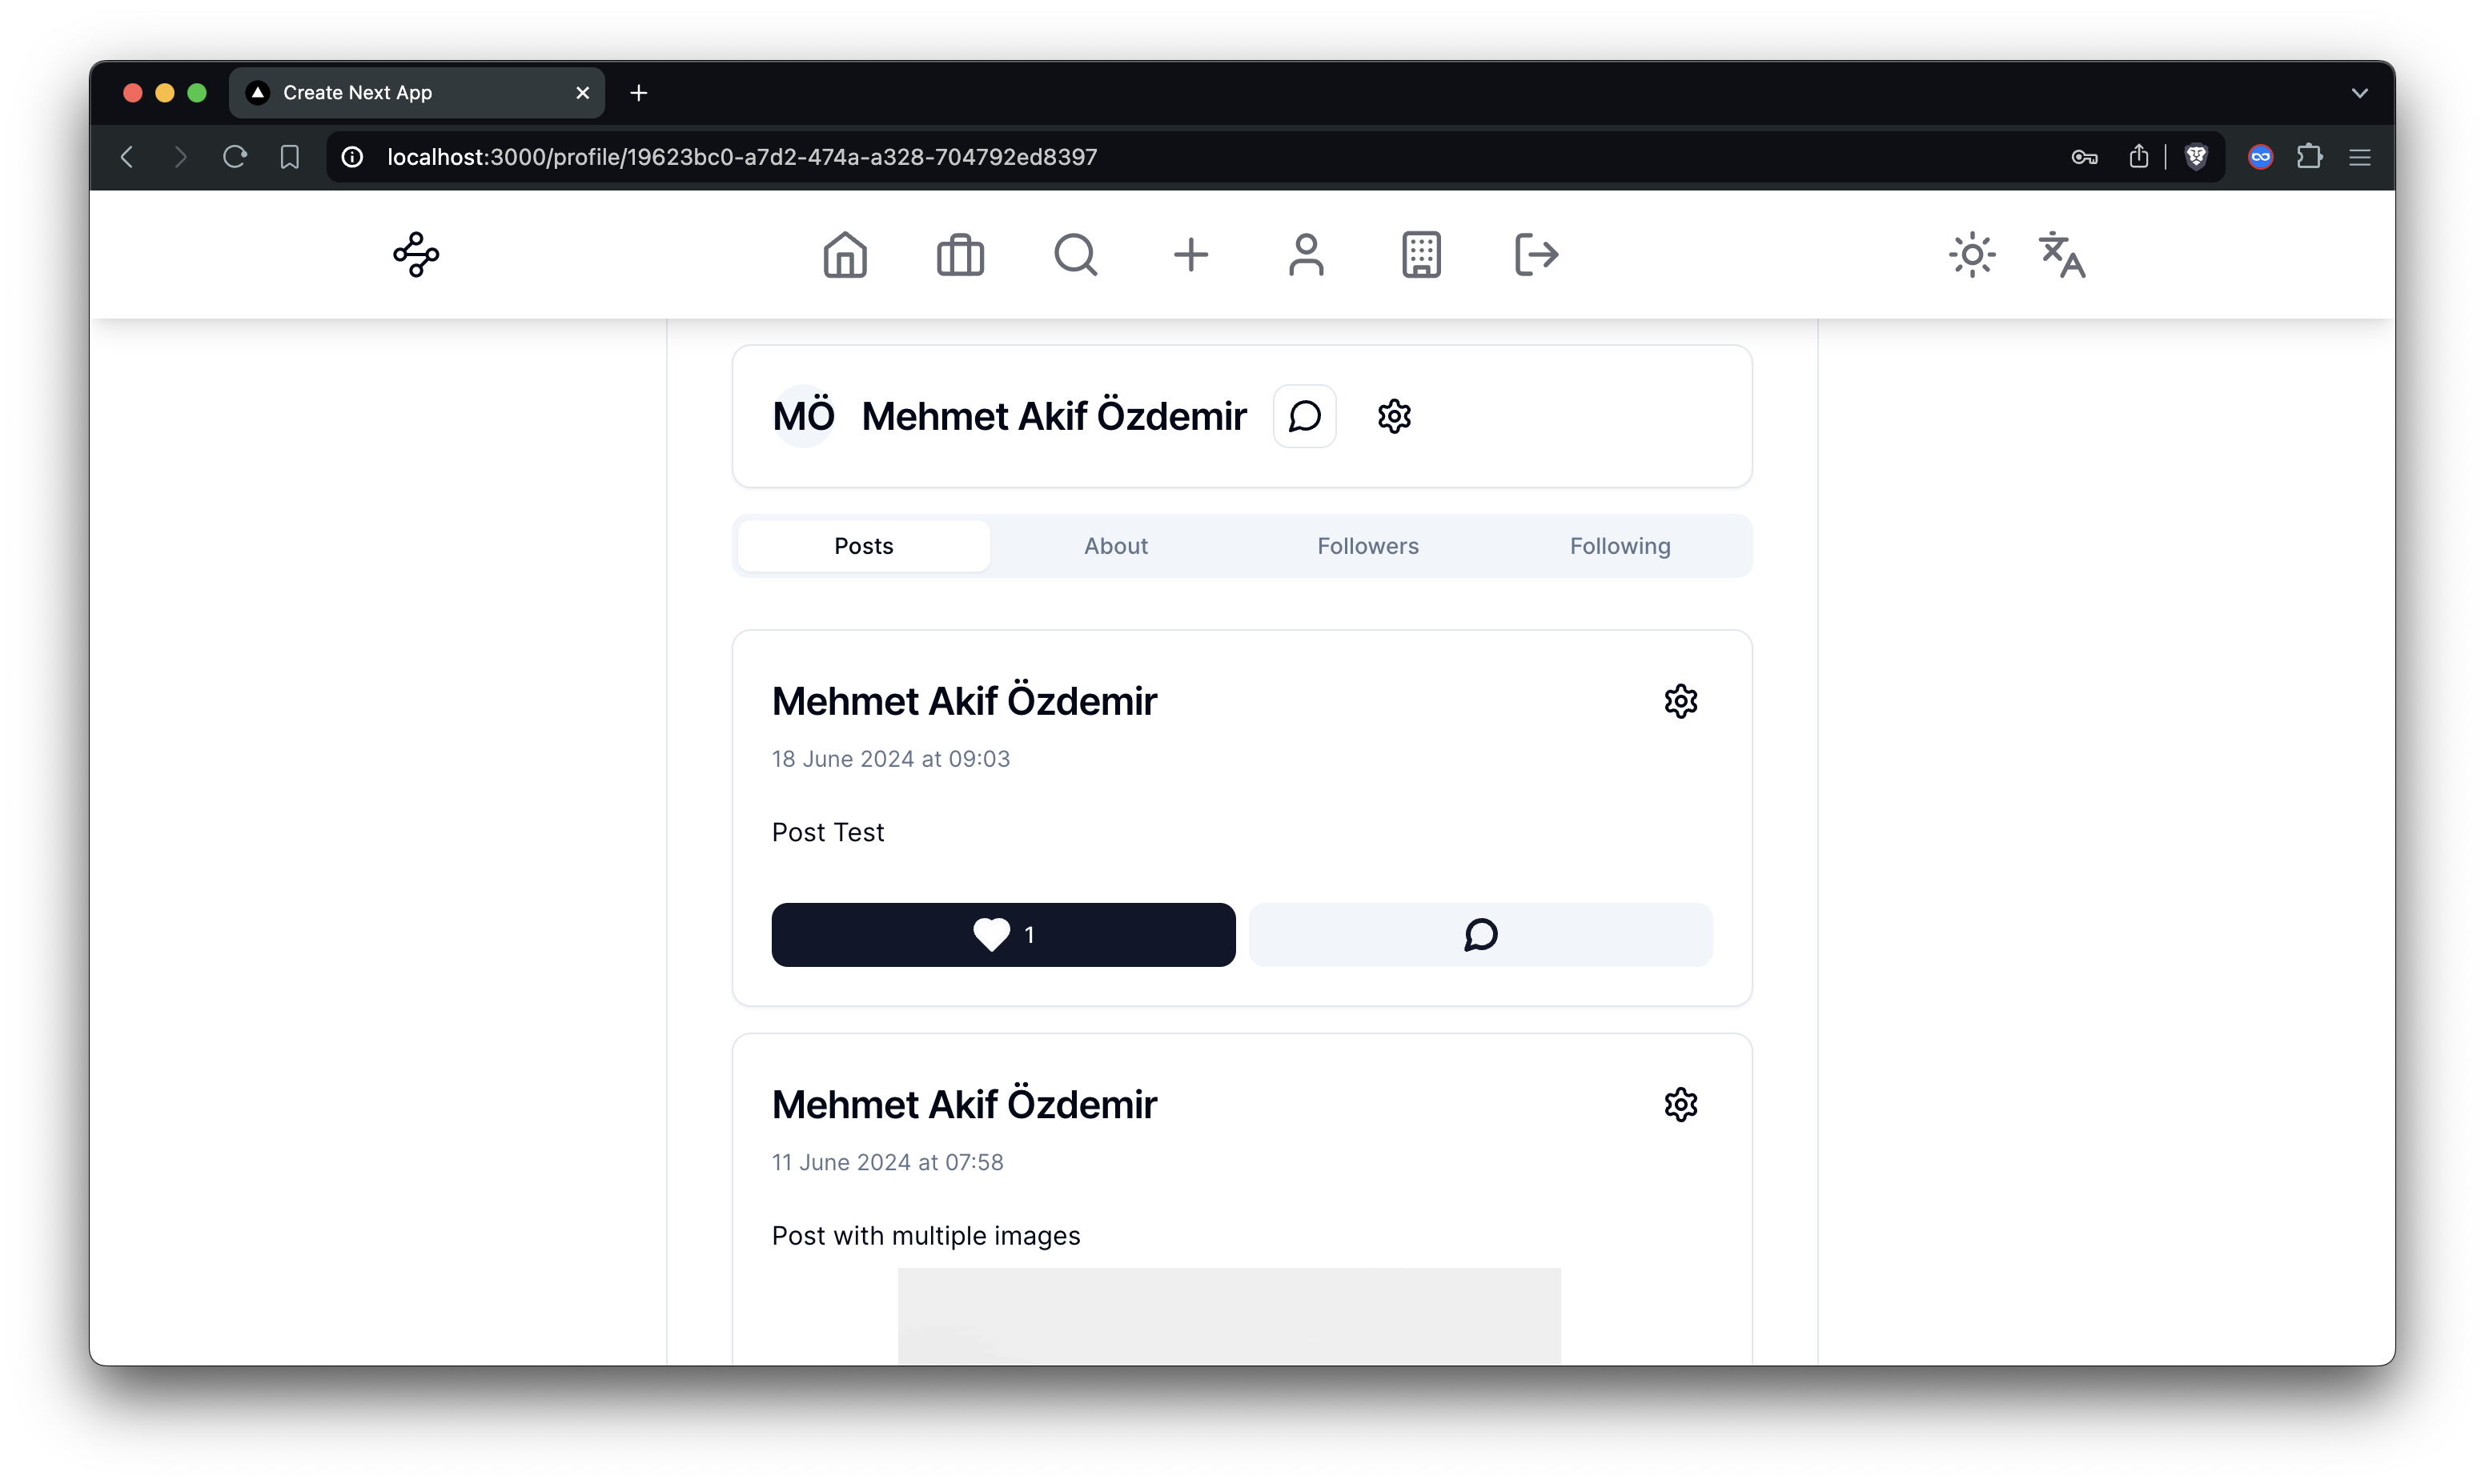 Create Next App
localhost:3000/profile/19623bc0-a7d2-474a-a328-704792ed8397
MÖ Mehmet Akif Özdemir
Posts About Followers Following
Mehmet Akif Özdemir
18 June 2024 at 09:03
Post Test
1
Mehmet Akif Özdemir
11 June 2024 at 07:58
Post with multiple images